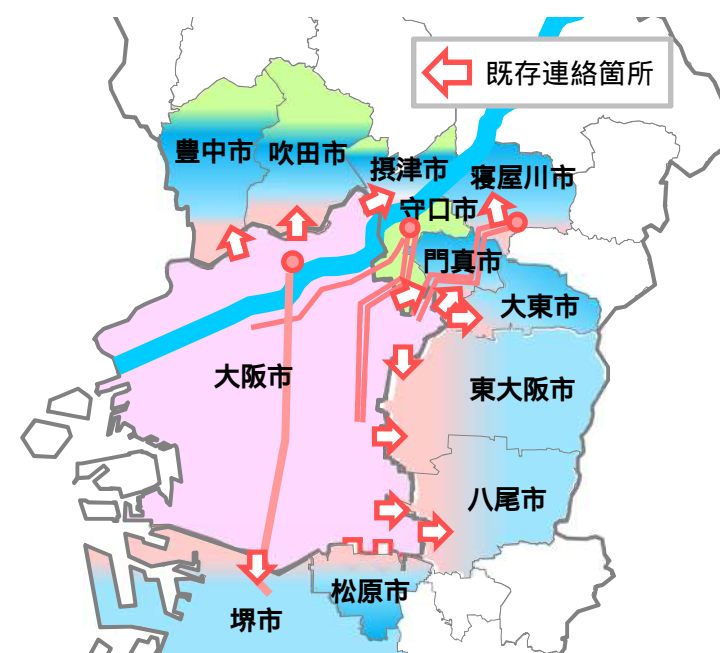 既存連絡箇所
豊中市
吹田市
摂津市
寝屋川市
守口市
門真市
大東市
大阪市
東大阪市
八尾市
松原市
堺市